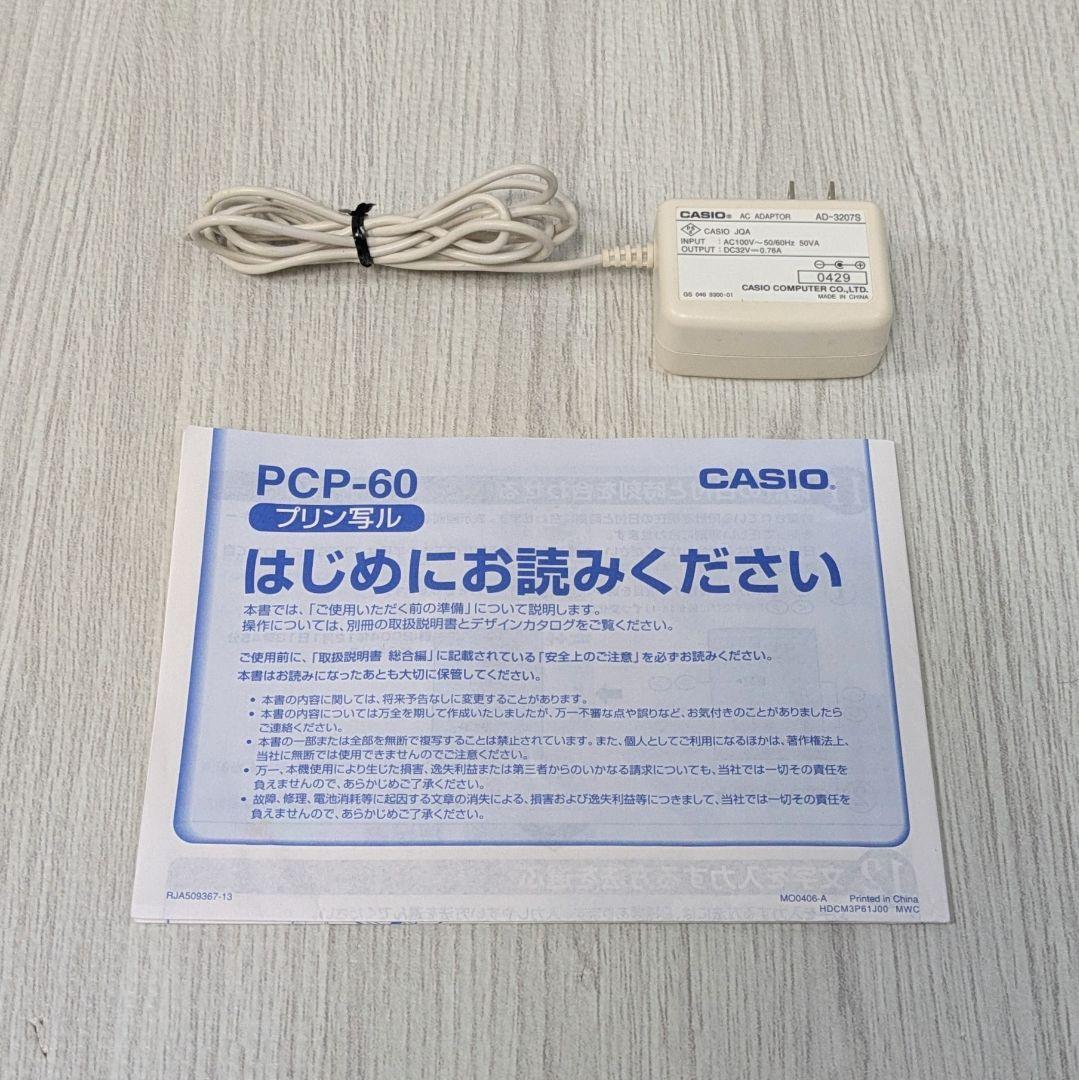 CASIO® AC ADAPTOR AD-3207S
PSE CASIO JQA
INPUT : AC100V～50/60Hz 50VA
OUTPUT : DC32V⎓0.76A
0429
CASIO COMPUTER CO.,LTD.
MADE IN CHINA
PCP-60
CASIO®
プリン写ル
はじめにお読みください
本書では、「ご使用いただく前の準備」について説明します。
操作については、別冊の取扱説明書とデザインカタログをご覧ください。
ご使用前に、「取扱説明書 総合編」に記載されている「安全上のご注意」を必ずお読みください。
本書はお読みになったあとも大切に保管してください。
• 本書の内容に関しては、将来予告なしに変更することがあります。
• 本書の内容については万全を期して作成いたしましたが、万一不審な点や誤りなど、お気付きのことがありましたら
ご連絡ください。
• 本書の一部または全部を無断で複写することは禁止されています。また、個人としてご利用になるほかは、著作権法上、
当社に無断では使用できませんのでご注意ください。
• 万一、本機使用により生じた損害、逸失利益または第三者からのいかなる請求についても、当社では一切その責任を
負えませんので、あらかじめご了承ください。
• 故障、修理、電池消耗等に起因する文章の消失による、損害および逸失利益等につきまして、当社では一切その責任を
負えませんので、あらかじめご了承ください。
RJA509367-13
MO0406-A Printed in China
HDCM3P61J00 MWC